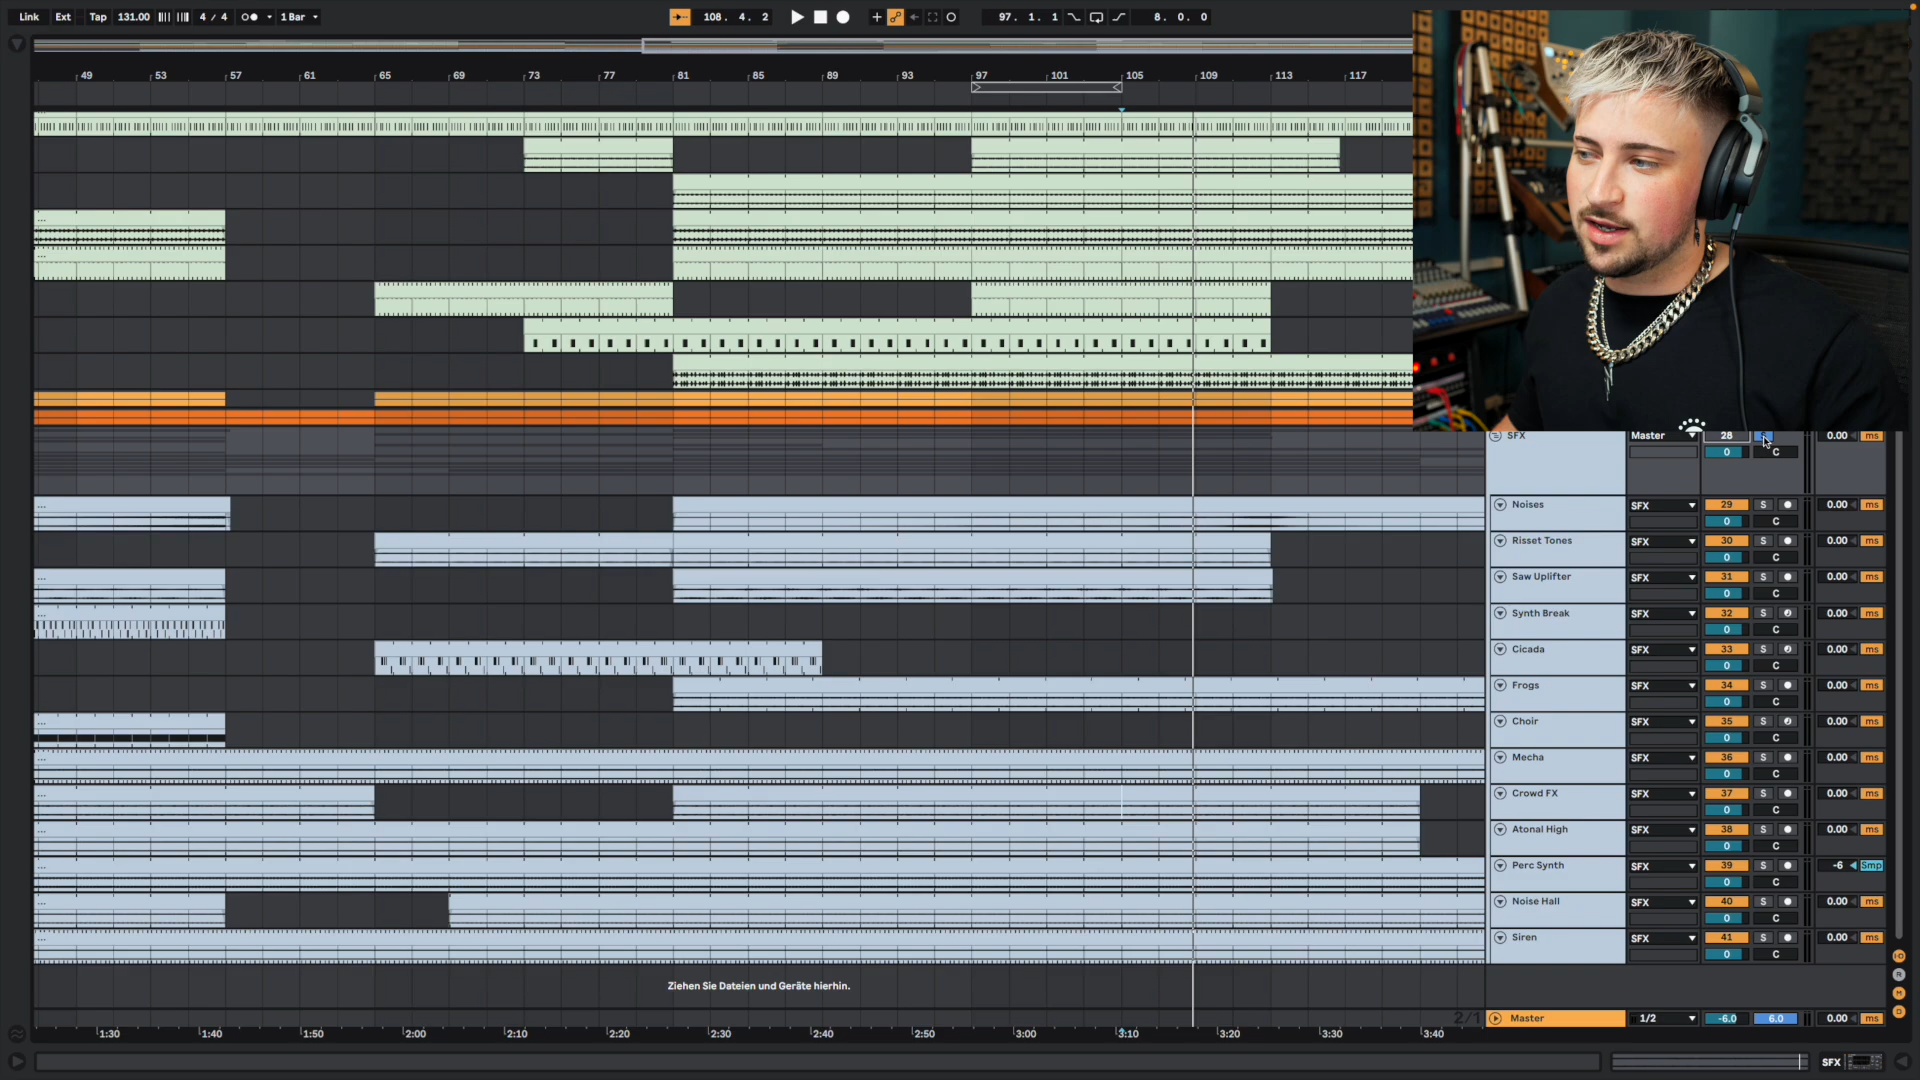 Link Ext Tap 131.00 4 / 4 1 Bar 108. 4. 2 97. 1. 1 8. 0. 0
49 53 57 61 65 69 73 77 81 85 89 93 97 101 105 109 113 117
SFX Master 28 S 0.00 ms
0 C
Noises SFX 29 S 0.00 ms
0 C
Risset Tones SFX 30 S 0.00 ms
0 C
Saw Uplifter SFX 31 S 0.00 ms
0 C
Synth Break SFX 32 S 0.00 ms
0 C
Cicada SFX 33 S 0.00 ms
0 C
Frogs SFX 34 S 0.00 ms
0 C
Choir SFX 35 S 0.00 ms
0 C
Mecha SFX 36 S 0.00 ms
0 C
Crowd FX SFX 37 S 0.00 ms
0 C
Atonal High SFX 38 S 0.00 ms
0 C
Perc Synth SFX 39 S -6 Smp
0 C
Noise Hall SFX 40 S 0.00 ms
0 C
Siren SFX 41 S 0.00 ms
0 C
Ziehen Sie Dateien und Geräte hierhin.
2/1 Master 1/2 -6.0 6.0 0.00 ms
1:30 1:40 1:50 2:00 2:10 2:20 2:30 2:40 2:50 3:00 3:10 3:20 3:30 3:40
SFX